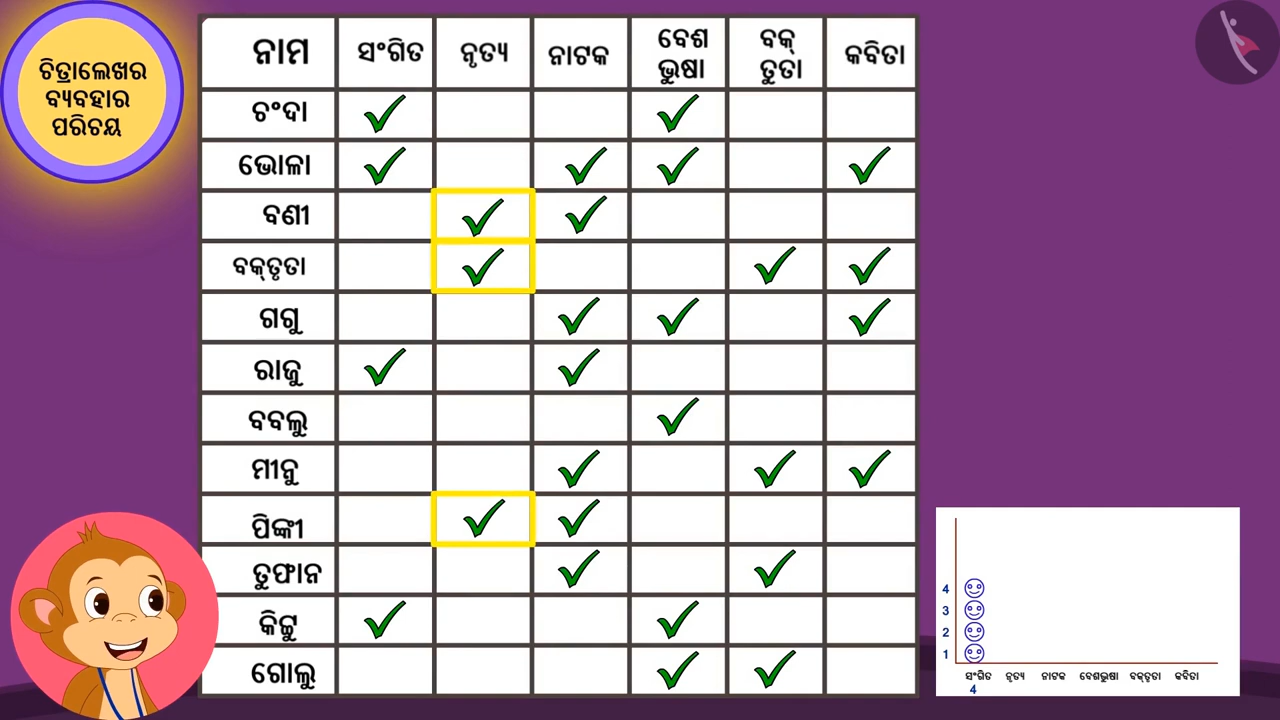 ଚିତ୍ରାଲେଖର
ବ୍ୟବହାର
ପରିଚୟ
ନାମ ସଂଗିତ ନୃତ୍ୟ ନାଟକ ବେଶ ଭୁଷା ବକ୍ ତୃତା କବିତା
ଚଂଦା
ଭୋଳା
ବଣୀ
ବକ୍ତୃତା
ଗଗୁ
ରାଜୁ
ବବଲୁ
ମୀନୁ
ପିଙ୍କୀ
ତୁଫାନ
କିଟ୍ଟୁ
ଗୋଲୁ
4
3
2
1
ସଂଗିତ ନୃତ୍ୟ ନାଟକ ବେଶଭୁଷା ବକ୍ତୃତା କବିତା
4